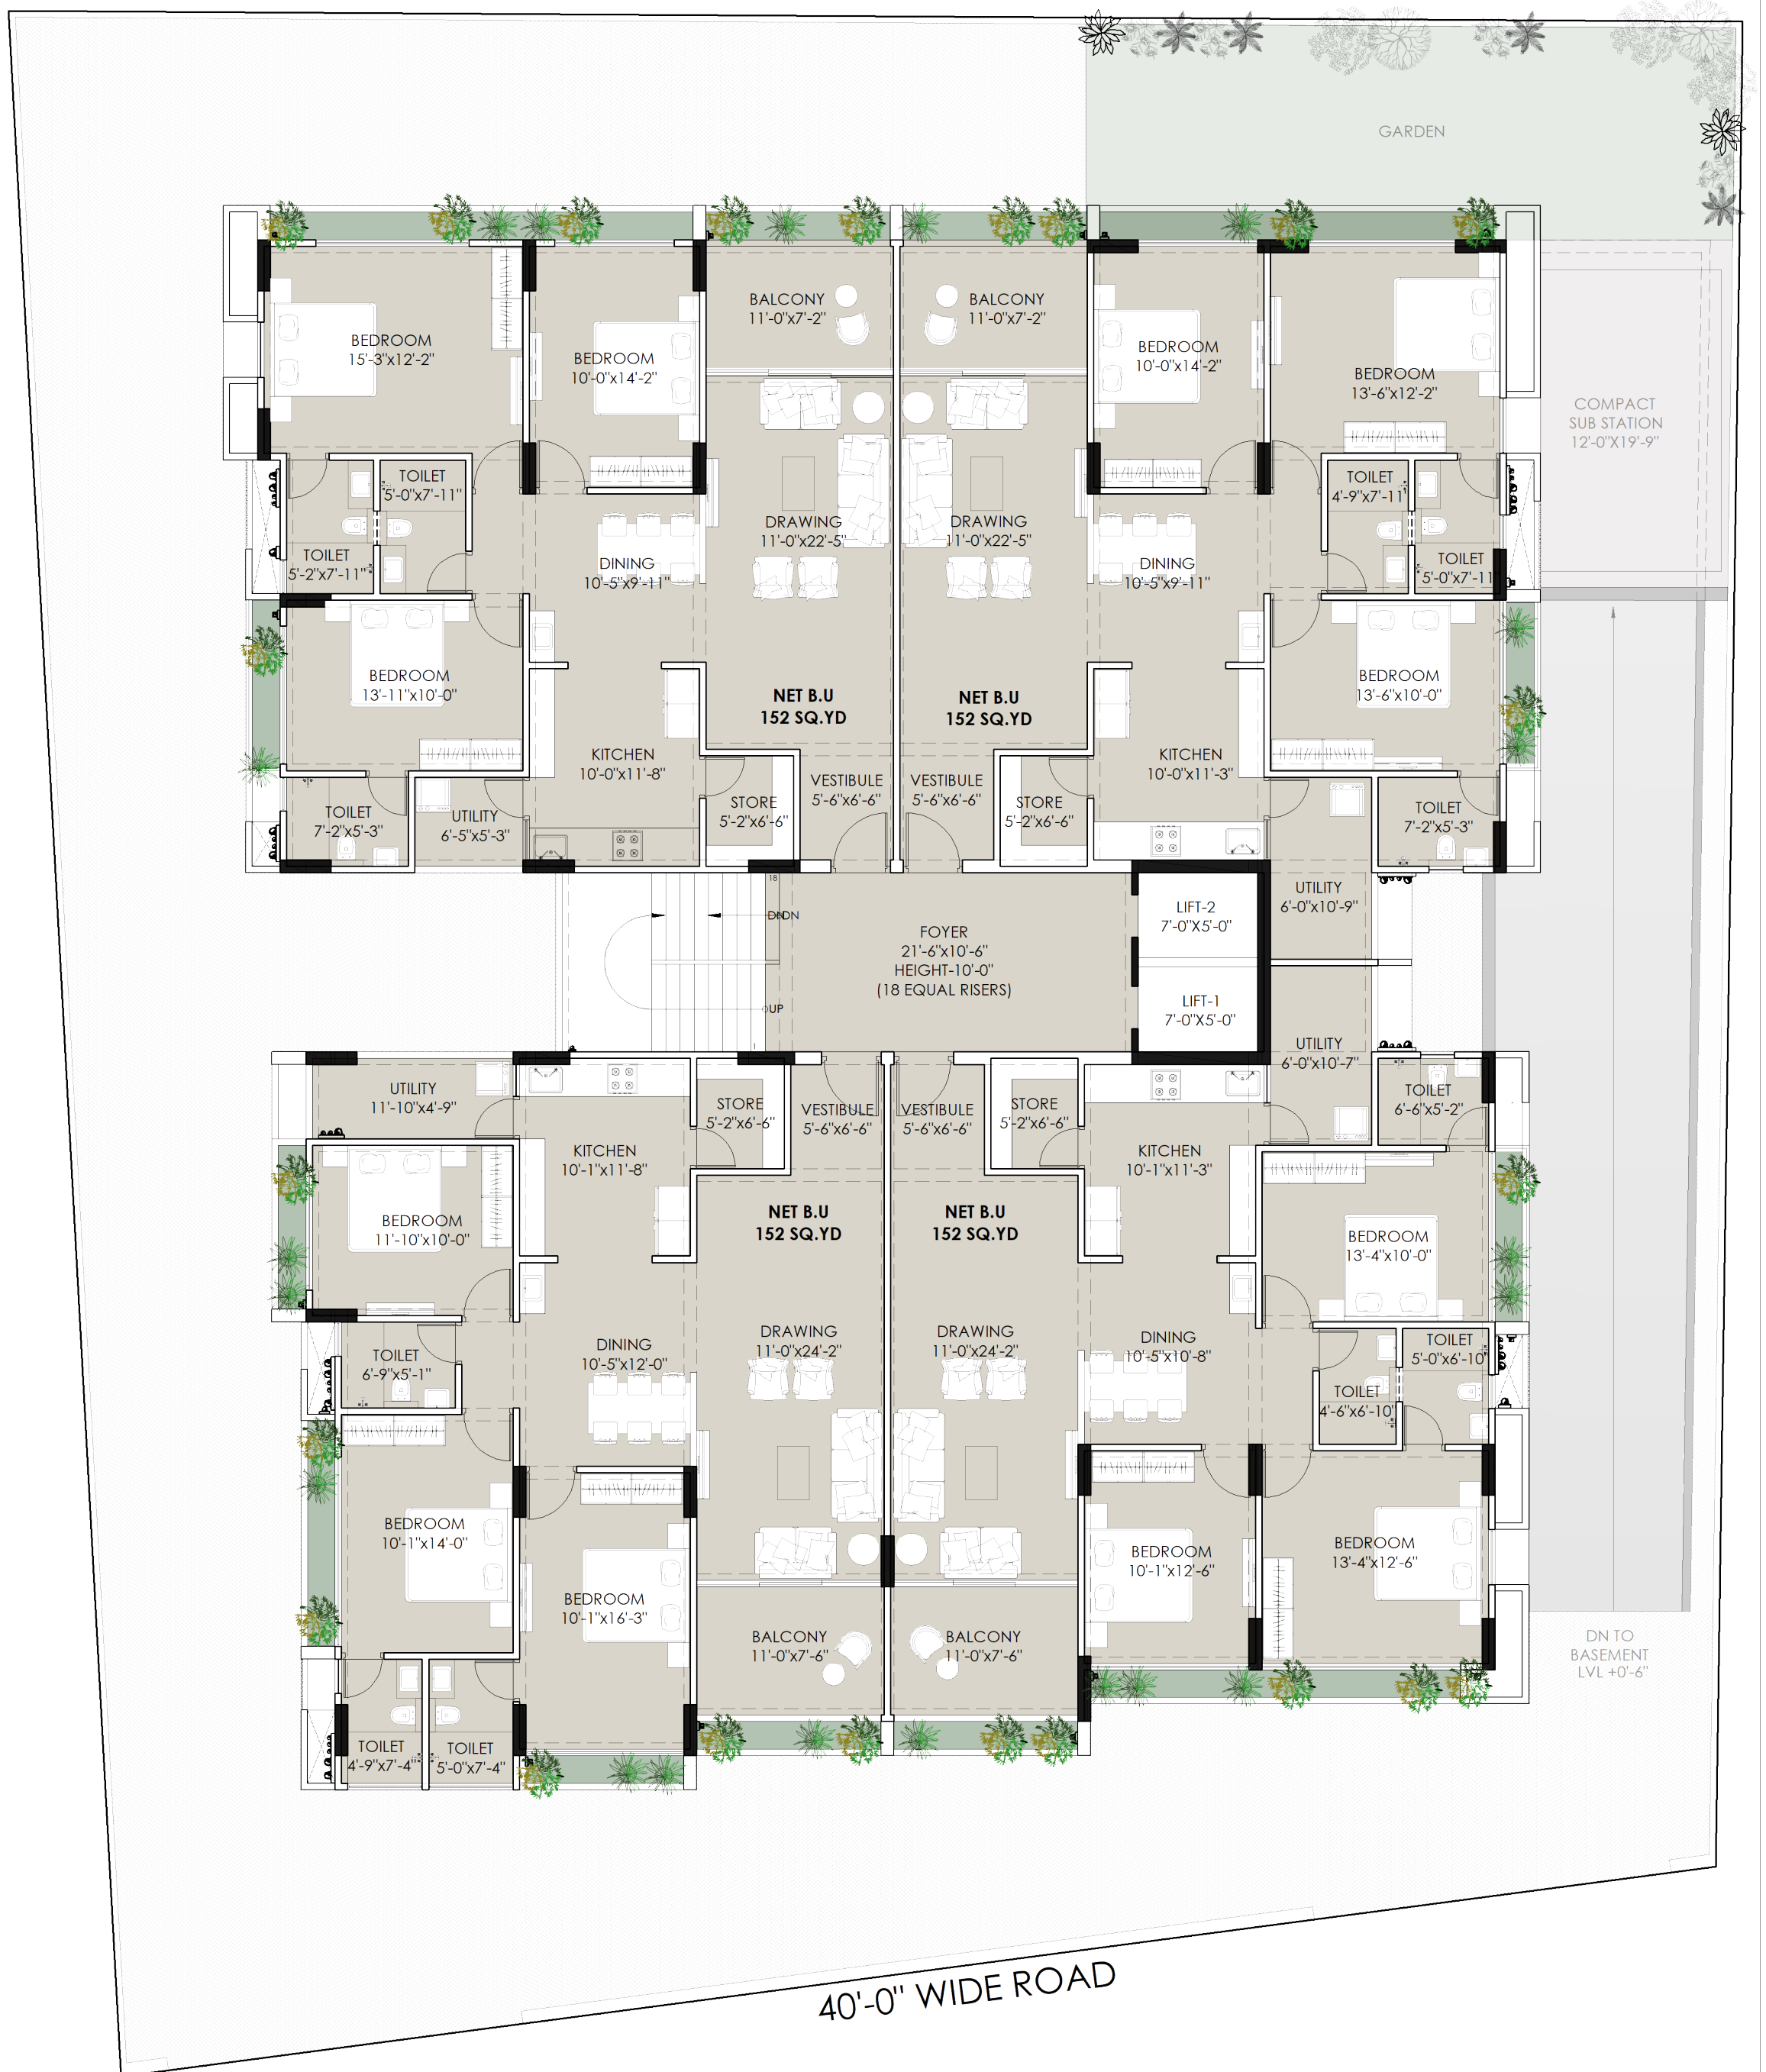 GARDEN
BALCONY
11'-0"x7'-2"
BALCONY
11'-0"x7'-2"
BEDROOM
15'-3"x12'-2"
BEDROOM
10'-0"x14'-2"
BEDROOM
10'-0"x14'-2"
BEDROOM
13'-6"x12'-2"
COMPACT
SUB STATION
12'-0"X19'-9"
TOILET
5'-0"x7'-11"
TOILET
4'-9"x7'-11"
DRAWING
11'-0"x22'-5"
DRAWING
11'-0"x22'-5"
TOILET
5'-2"x7'-11"
DINING
10'-5"x9'-11"
DINING
10'-5"x9'-11"
TOILET
5'-0"x7'-11"
BEDROOM
13'-11"x10'-0"
NET B.U
152 SQ.YD
NET B.U
152 SQ.YD
BEDROOM
13'-6"x10'-0"
KITCHEN
10'-0"x11'-8"
KITCHEN
10'-0"x11'-3"
TOILET
7'-2"x5'-3"
UTILITY
6'-5"x5'-3"
STORE
5'-2"x6'-6"
VESTIBULE
5'-6"x6'-6"
VESTIBULE
5'-6"x6'-6"
STORE
5'-2"x6'-6"
TOILET
7'-2"x5'-3"
18
DN
DN
UP
1
FOYER
21'-6"x10'-6"
HEIGHT-10'-0"
(18 EQUAL RISERS)
LIFT-2
7'-0"X5'-0"
LIFT-1
7'-0"X5'-0"
UTILITY
6'-0"x10'-9"
UTILITY
6'-0"x10'-7"
UTILITY
11'-10"x4'-9"
STORE
5'-2"x6'-6"
VESTIBULE
5'-6"x6'-6"
VESTIBULE
5'-6"x6'-6"
STORE
5'-2"x6'-6"
TOILET
6'-6"x5'-2"
KITCHEN
10'-1"x11'-8"
KITCHEN
10'-1"x11'-3"
BEDROOM
11'-10"x10'-0"
NET B.U
152 SQ.YD
NET B.U
152 SQ.YD
BEDROOM
13'-4"x10'-0"
TOILET
6'-9"x5'-1"
DINING
10'-5"x12'-0"
DRAWING
11'-0"x24'-2"
DRAWING
11'-0"x24'-2"
DINING
10'-5"x10'-8"
TOILET
5'-0"x6'-10"
TOILET
4'-6"x6'-10"
BEDROOM
10'-1"x14'-0"
BEDROOM
10'-1"x16'-3"
BEDROOM
10'-1"x12'-6"
BEDROOM
13'-4"x12'-6"
BALCONY
11'-0"x7'-6"
BALCONY
11'-0"x7'-6"
DN TO
BASEMENT
LVL +0'-6"
TOILET
4'-9"x7'-4"
TOILET
5'-0"x7'-4"
40'-0" WIDE ROAD